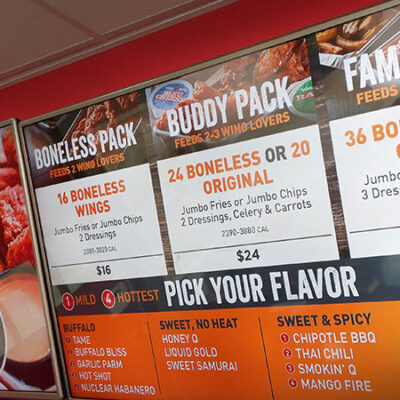 BONELESS PACK
FEEDS 2 WING LOVERS
16 BONELESS
WINGS
Jumbo Fries or Jumbo Chips
2 Dressings
$16
BUDDY PACK
FEEDS 2-3 WING LOVERS
24 BONELESS OR 20
ORIGINAL
Jumbo Fries or Jumbo Chips
2 Dressings, Celery & Carrots
2390-3880 CAL
$24
FEEDS
36
Jumbo
3 Dres
1 MILD 4 HOTTEST PICK YOUR FLAVOR
BUFFALO
1 TAME
BUFFALO BLISS
GARLIC PARM
HOT SHOT
NUCLEAR HABANERO
SWEET, NO HEAT
HONEY Q
LIQUID GOLD
SWEET SAMURAI
SWEET & SPICY
1 CHIPOTLE BBQ
2 THAI CHILI
3 SMOKIN' Q
4 MANGO FIRE